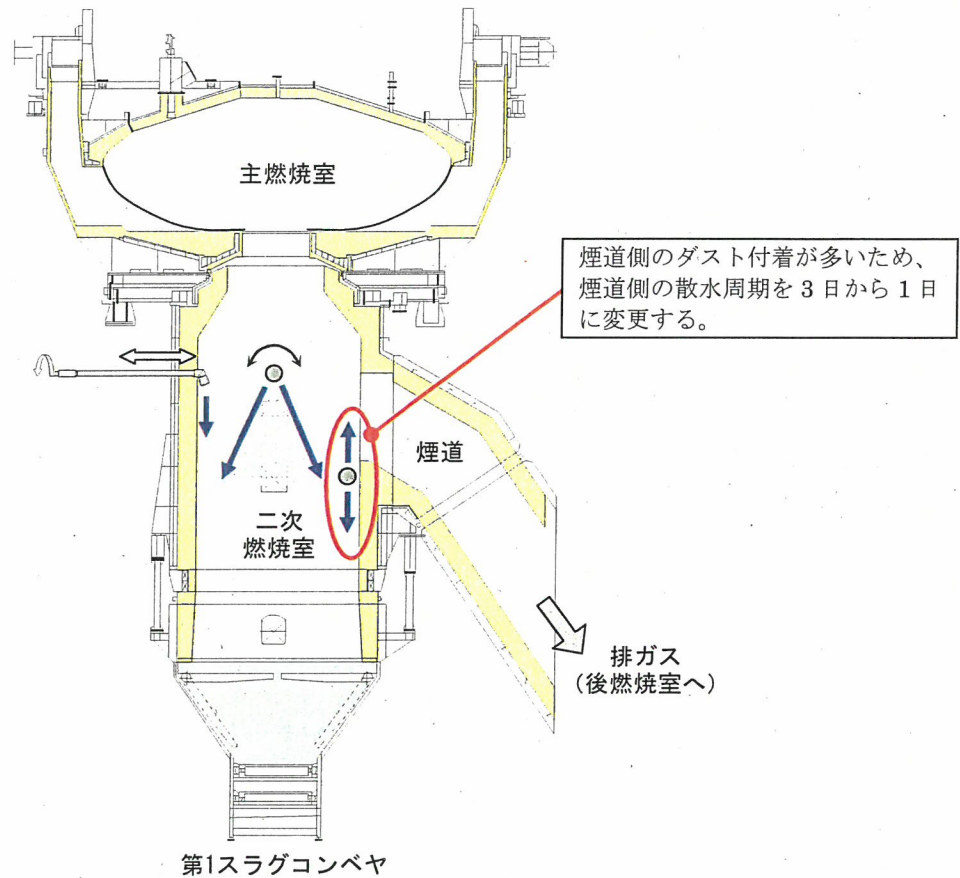 主燃焼室
煙道側のダスト付着が多いため、
煙道側の散水周期を3日から1日
に変更する。
煙道
二次
燃焼室
排ガス
(後燃焼室へ)
第1スラグコンベヤ